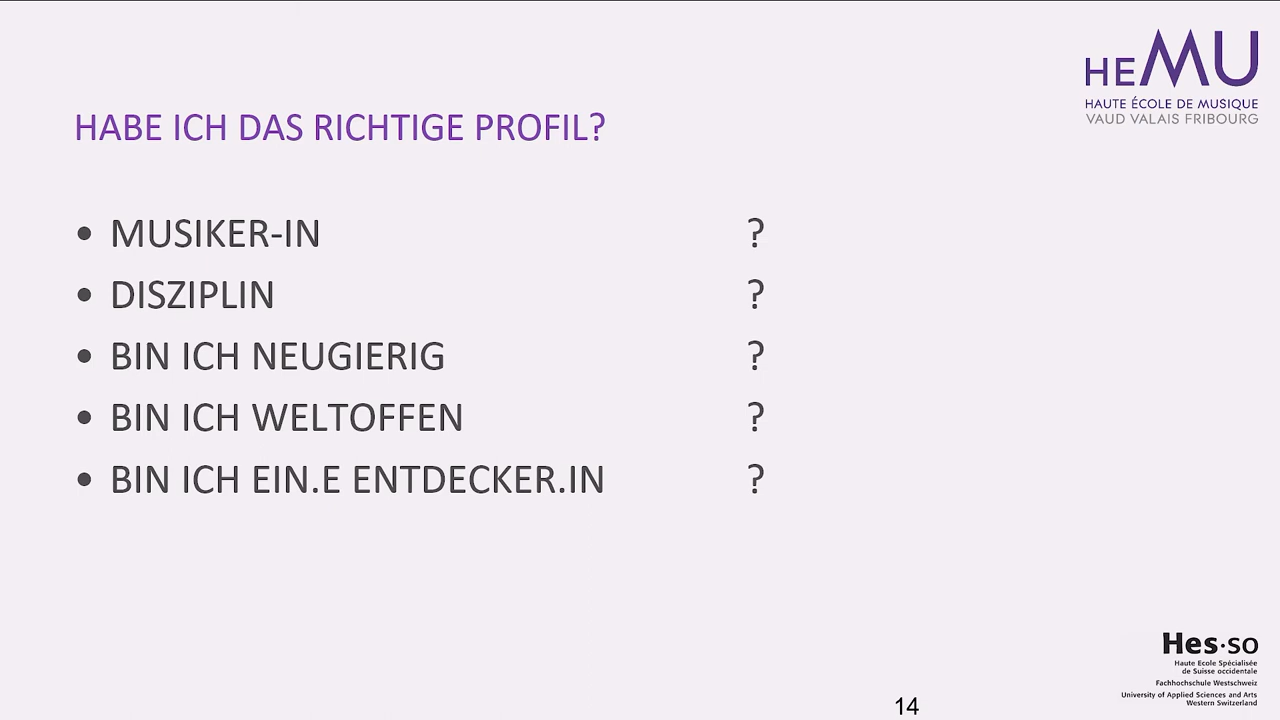 HEMU
HAUTE ÉCOLE DE MUSIQUE
VAUD VALAIS FRIBOURG
HABE ICH DAS RICHTIGE PROFIL?
• MUSIKER-IN ?
• DISZIPLIN ?
• BIN ICH NEUGIERIG ?
• BIN ICH WELTOFFEN ?
• BIN ICH EIN.E ENTDECKER.IN ?
Hes·so
Haute Ecole Spécialisée
de Suisse occidentale
Fachhochschule Westschweiz
University of Applied Sciences and Arts
Western Switzerland
14